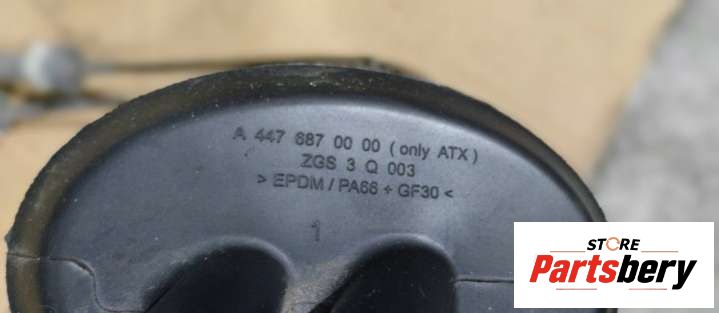 A 447 687 00 00 ( only ATX )
ZGS 3 Q 003
> EPDM / PA66 + GF30 <
1
STORE
Partsbery